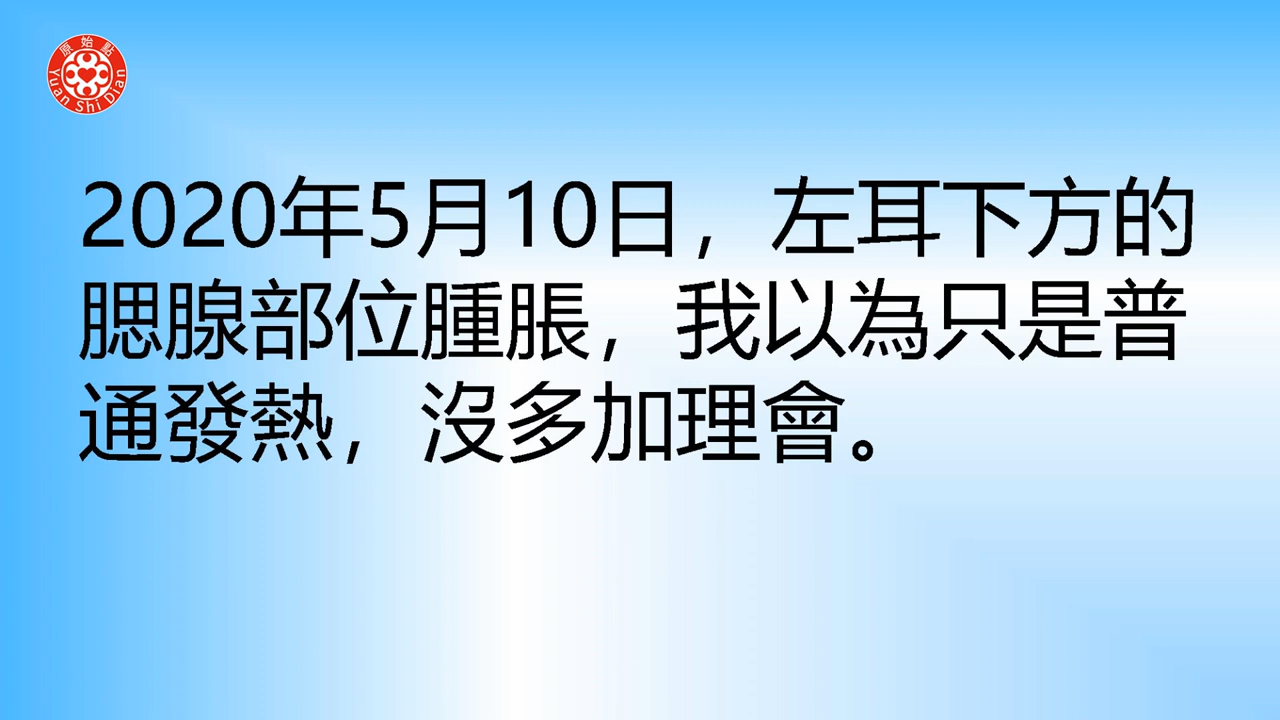 原始點
Yuan Shi Dian
2020年5月10日，左耳下方的
腮腺部位腫脹，我以為只是普
通發熱，沒多加理會。